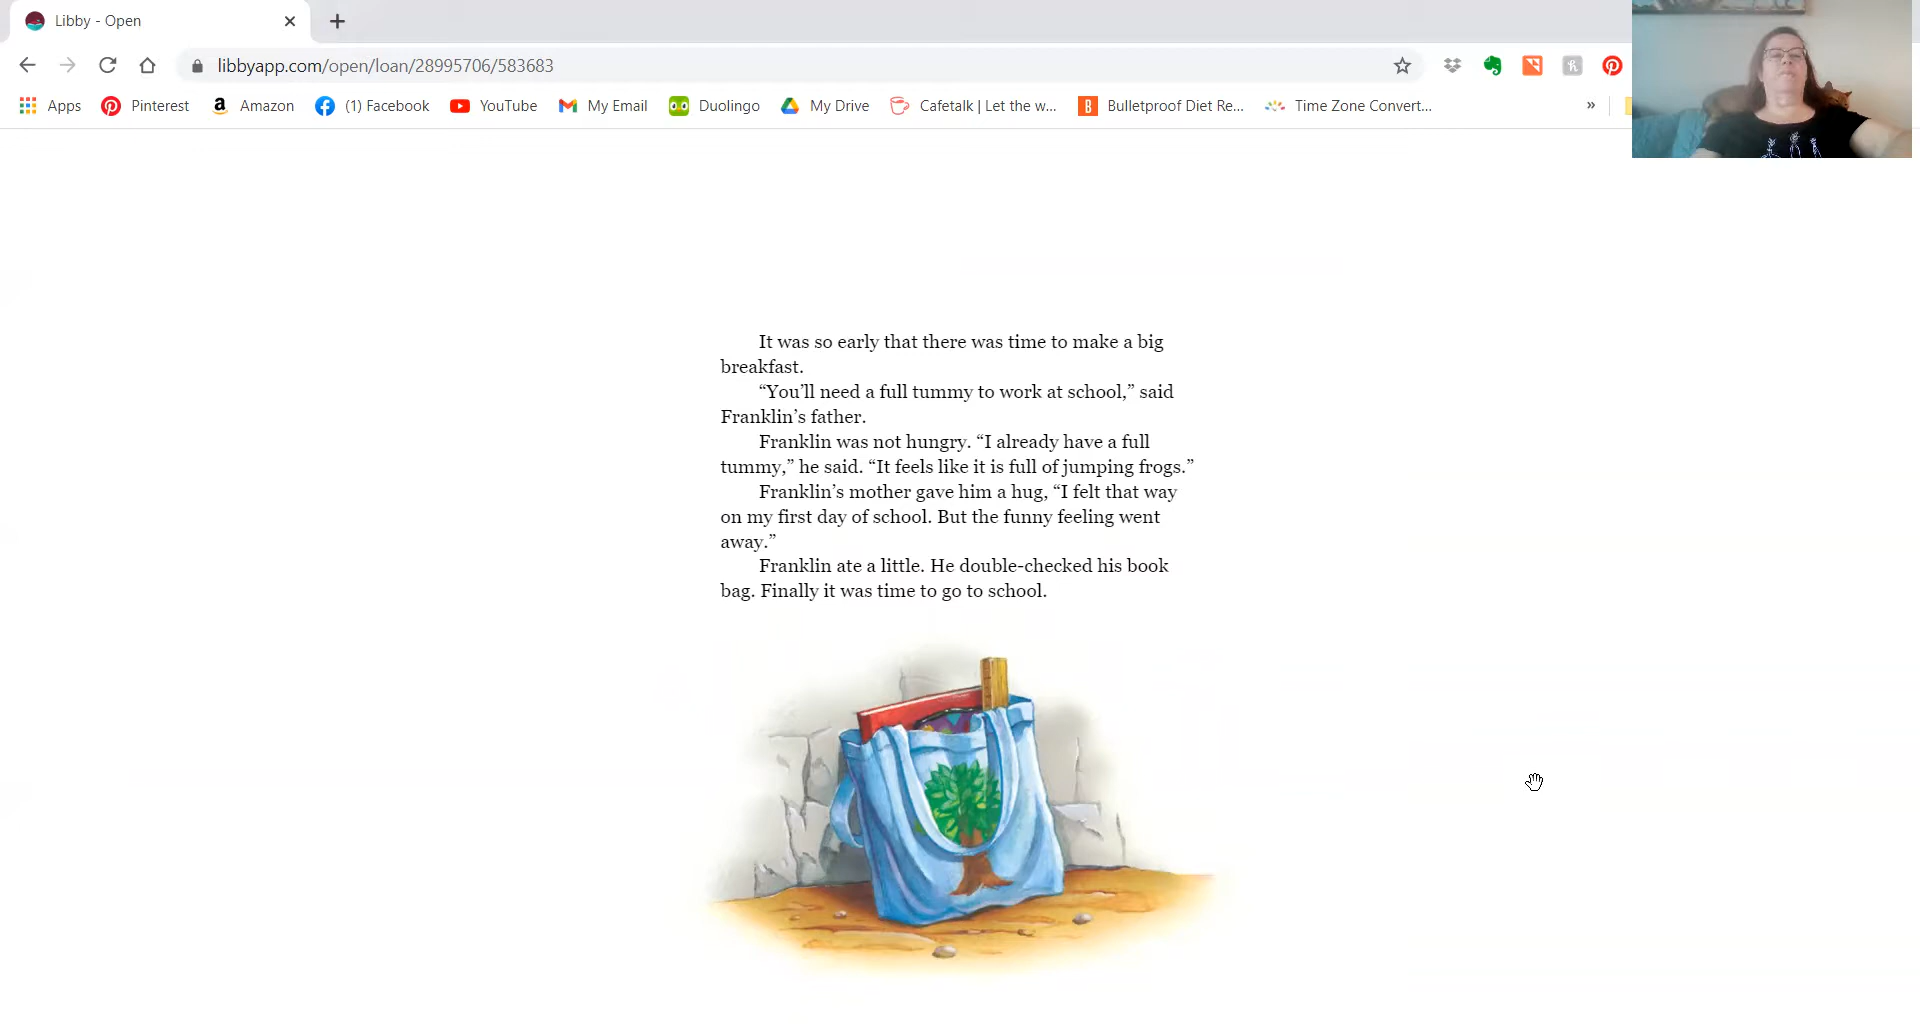 Libby - Open
libbyapp.com/open/loan/28995706/583683
Apps Pinterest Amazon (1) Facebook YouTube My Email Duolingo My Drive Cafetalk | Let the w... Bulletproof Diet Re... Time Zone Convert... »
It was so early that there was time to make a big
breakfast.
“You’ll need a full tummy to work at school,” said
Franklin’s father.
Franklin was not hungry. “I already have a full
tummy,” he said. “It feels like it is full of jumping frogs.”
Franklin’s mother gave him a hug, “I felt that way
on my first day of school. But the funny feeling went
away.”
Franklin ate a little. He double-checked his book
bag. Finally it was time to go to school.